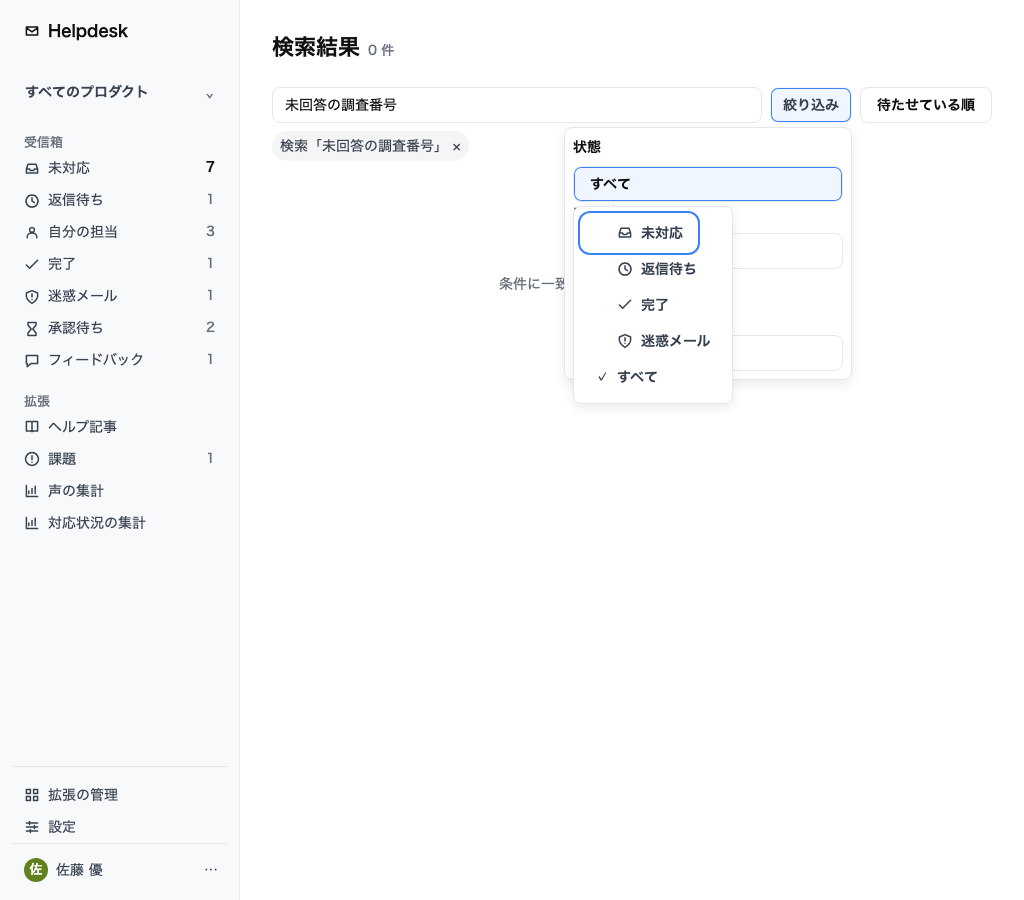 Helpdesk
すべてのプロダクト
受信箱
未対応 7
返信待ち 1
自分の担当 3
完了 1
迷惑メール 1
承認待ち 2
フィードバック 1
拡張
ヘルプ記事
課題 1
声の集計
対応状況の集計
拡張の管理
設定
佐 佐藤 優 …
検索結果 0 件
未回答の調査番号 絞り込み 待たせている順
検索「未回答の調査番号」 ×
条件に一致
状態
すべて
未対応
返信待ち
完了
迷惑メール
✓ すべて